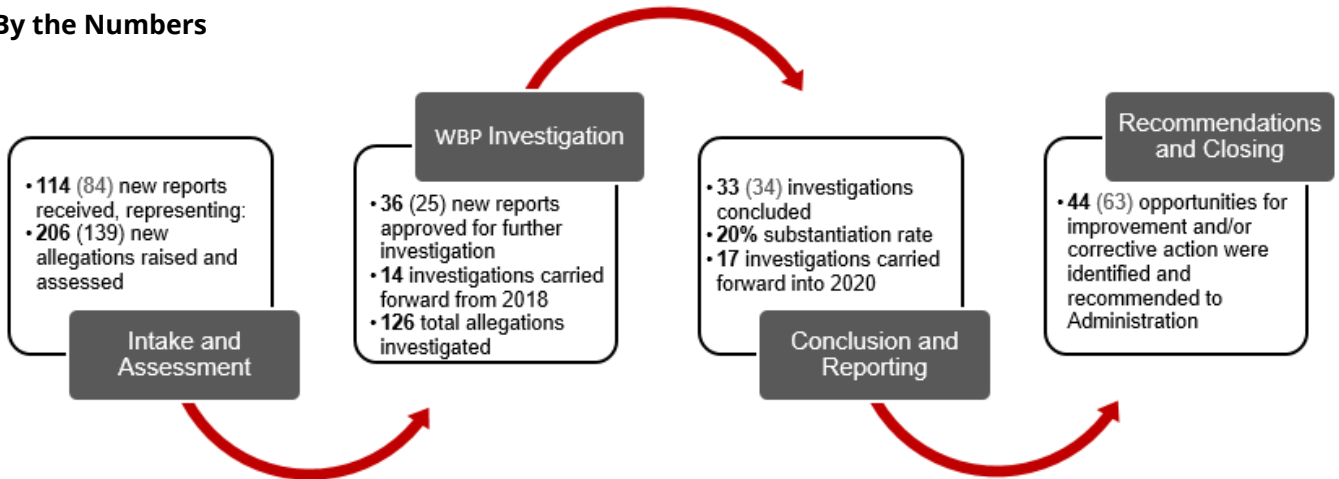 By the Numbers
• 114 (84) new reports
received, representing:
• 206 (139) new
allegations raised and
assessed
Intake and
Assessment
WBP Investigation
• 36 (25) new reports
approved for further
investigation
• 14 investigations carried
forward from 2018
• 126 total allegations
investigated
• 33 (34) investigations
concluded
• 20% substantiation rate
• 17 investigations carried
forward into 2020
Conclusion and
Reporting
Recommendations
and Closing
• 44 (63) opportunities for
improvement and/or
corrective action were
identified and
recommended to
Administration